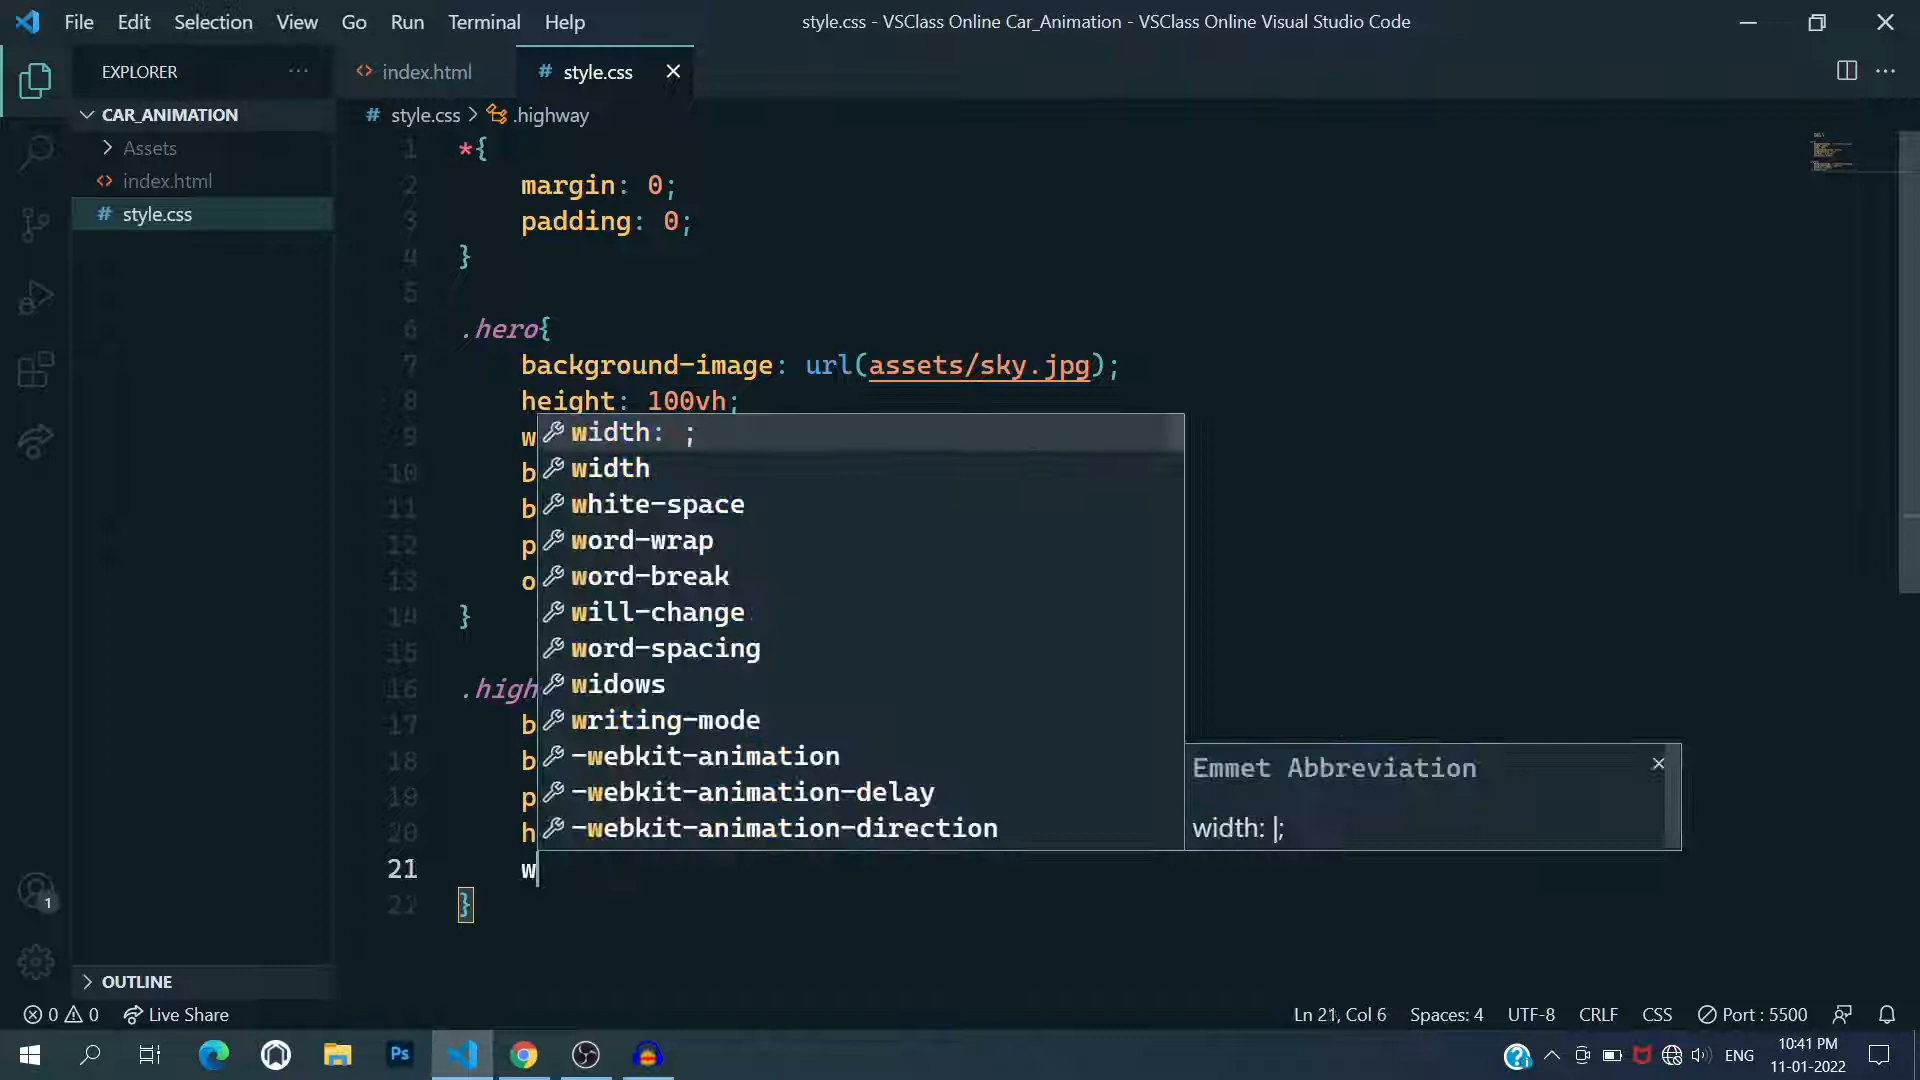 File Edit Selection View Go Run Terminal Help
style.css - VSClass Online Car_Animation - VSClass Online Visual Studio Code
EXPLORER
CAR_ANIMATION
Assets
index.html
style.css
index.html
style.css
style.css > .highway
1 *{
2 margin: 0;
3 padding: 0;
4 }
5
6 .hero{
7 background-image: url(assets/sky.jpg);
8 height: 100vh;
9 w
10 b
11 b
12 p
13 o
14 }
15
16 .high
17 b
18 b
19 p
20 h
21 w
22 }
width: ;
width
white-space
word-wrap
word-break
will-change
word-spacing
widows
writing-mode
-webkit-animation
-webkit-animation-delay
-webkit-animation-direction
Emmet Abbreviation
width: |;
1
OUTLINE
0 0 Live Share
Ln 21, Col 6 Spaces: 4 UTF-8 CRLF CSS Port : 5500
Ps
ENG
10:41 PM
11-01-2022